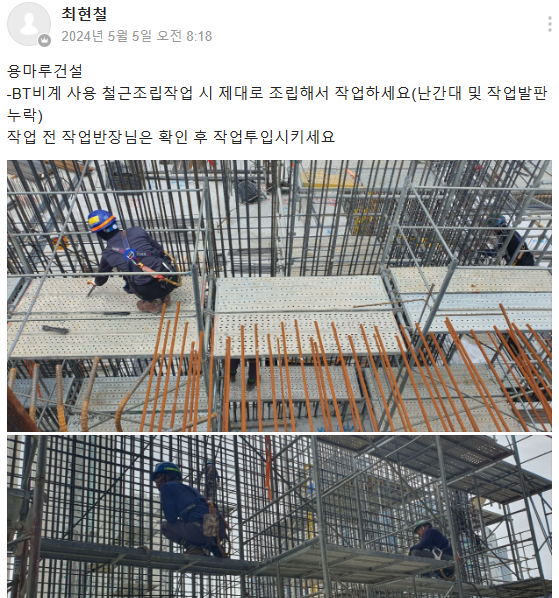 최현철
2024년 5월 5일 오전 8:18
용마루건설
-BT비계 사용 철근조립작업 시 제대로 조립해서 작업하세요(난간대 및 작업발판
누락)
작업 전 작업반장님은 확인 후 작업투입시키세요